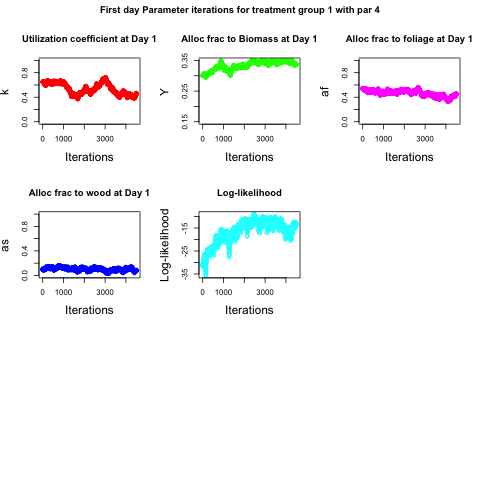 First day Parameter iterations for treatment group 1 with par 4
Utilization coefficient at Day 1
k
0.0 0.4 0.8
0 1000 3000
Iterations
Alloc frac to Biomass at Day 1
Y
0.15 0.25 0.35
0 1000 3000
Iterations
Alloc frac to foliage at Day 1
af
0.0 0.4 0.8
0 1000 3000
Iterations
Alloc frac to wood at Day 1
as
0.0 0.4 0.8
0 1000 3000
Iterations
Log-likelihood
Log-likelihood
-35 -25 -15
0 1000 3000
Iterations